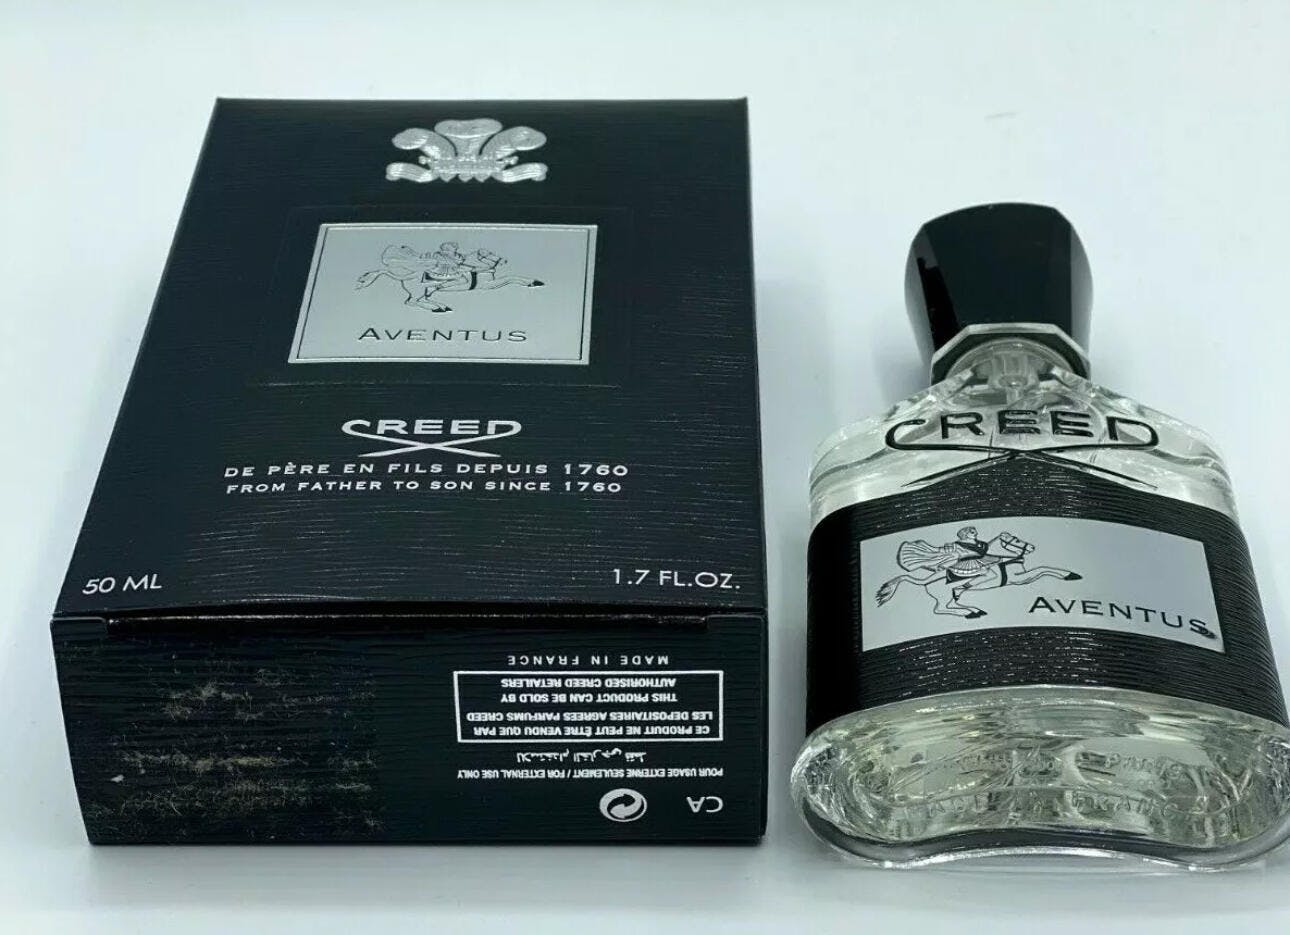 AVENTUS
CREED
DE PÈRE EN FILS DEPUIS 1760
FROM FATHER TO SON SINCE 1760
50 ML
1.7 FL.OZ.
CA
POUR USAGE EXTERNE SEULEMENT / FOR EXTERNAL USE ONLY
CE PRODUIT NE PEUT ÊTRE VENDU QUE PAR
LES DEPOSITAIRES AGREES PARFUMS CREED
THIS PRODUCT CAN BE SOLD BY
AUTHORISED CREED RETAILERS
MADE IN FRANCE
CREED
AVENTUS